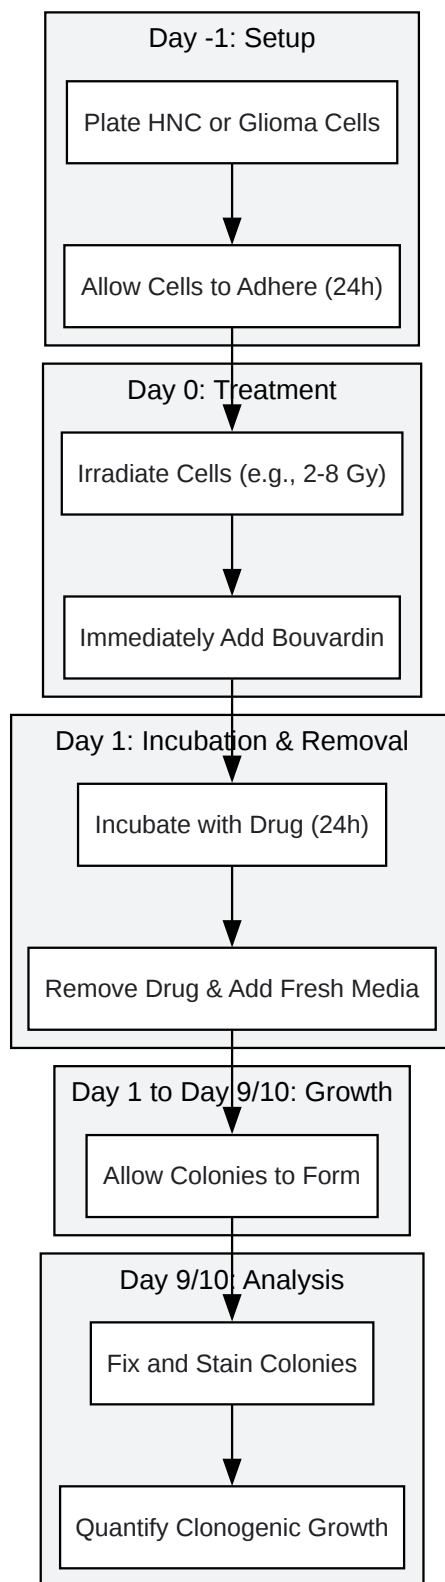 Day -1: Setup
Plate HNC or Glioma Cells
Allow Cells to Adhere (24h)
Day 0: Treatment
Irradiate Cells (e.g., 2-8 Gy)
Immediately Add Bouvardin
Day 1: Incubation & Removal
Incubate with Drug (24h)
Remove Drug & Add Fresh Media
Day 1 to Day 9/10: Growth
Allow Colonies to Form
Day 9/10: Analysis
Fix and Stain Colonies
Quantify Clonogenic Growth